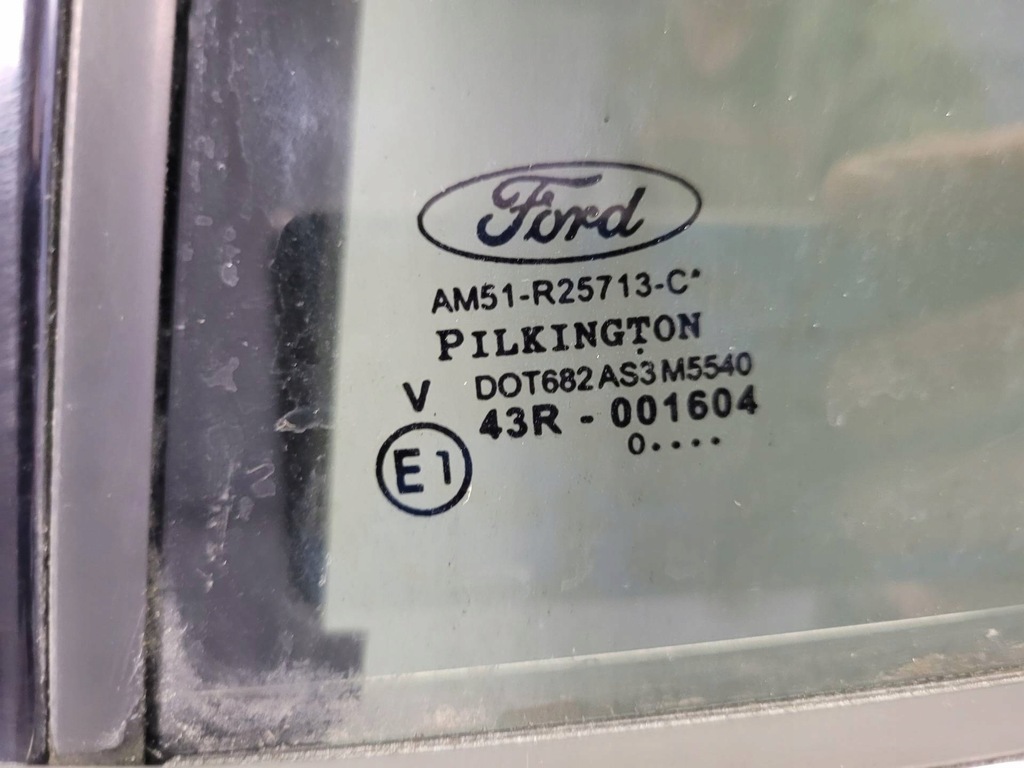 Ford
AM51-R25713-C*
PILKINGTON
DOT682 AS3 M5540
V
43R - 001604
0....
E1